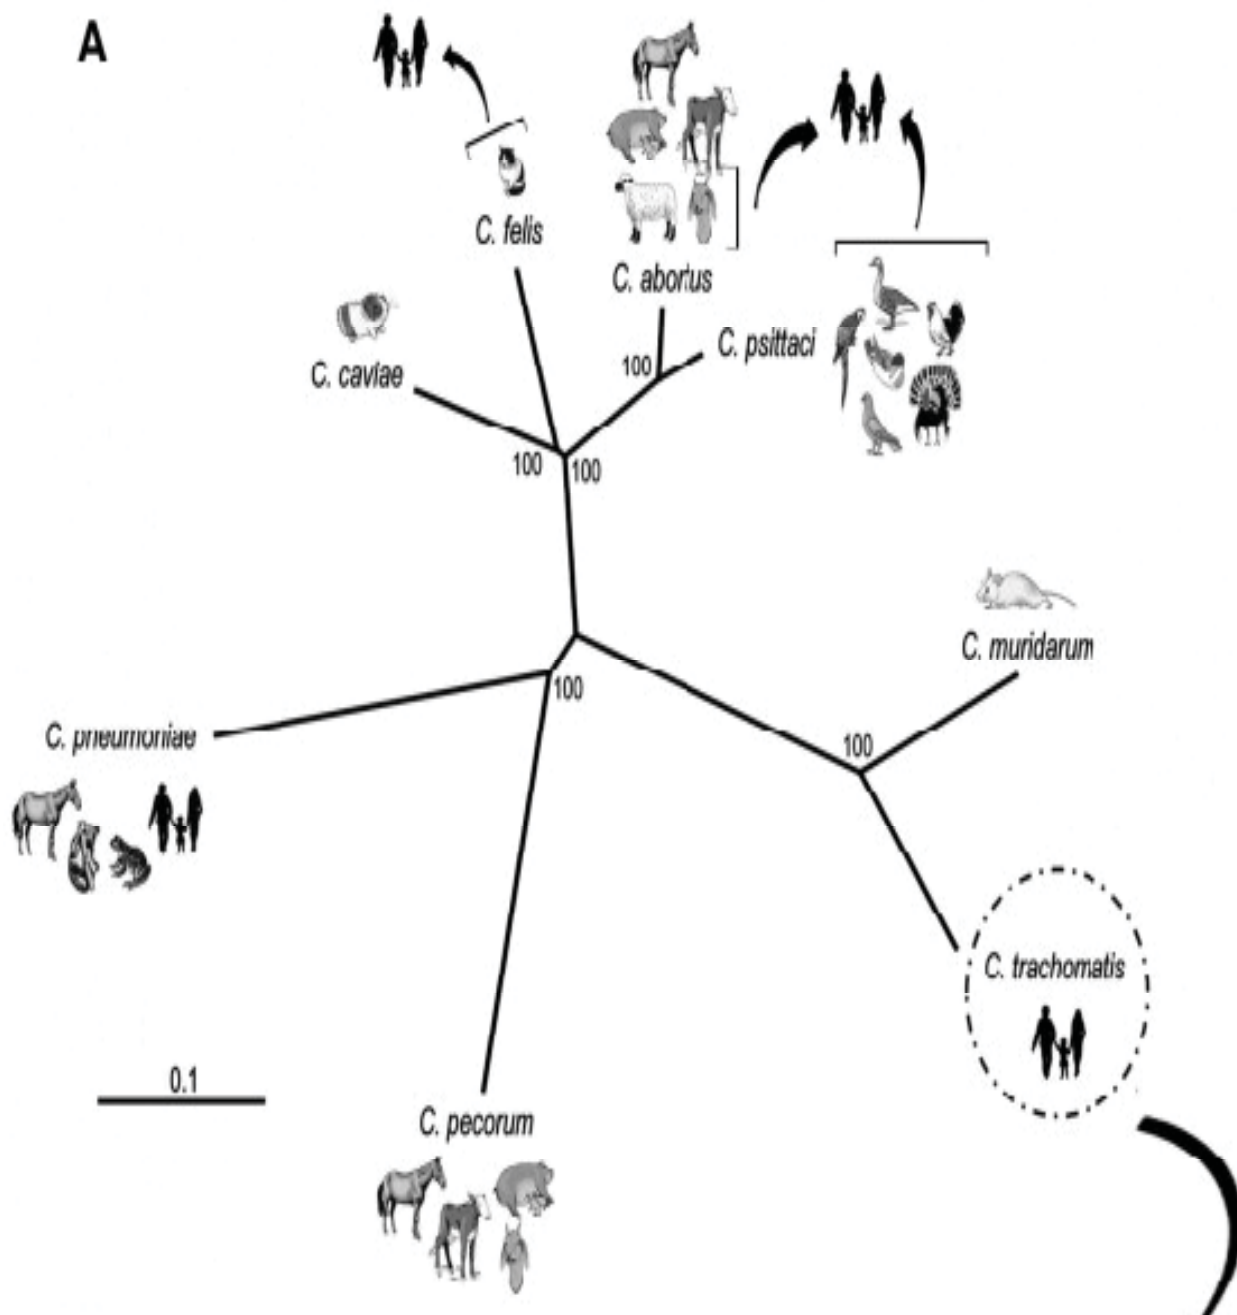 A
C. felis
C. abortus
C. psittaci
C. caviae
100
100
100
C. muridarum
100
C. pneumoniae
100
C. trachomatis
0.1
C. pecorum